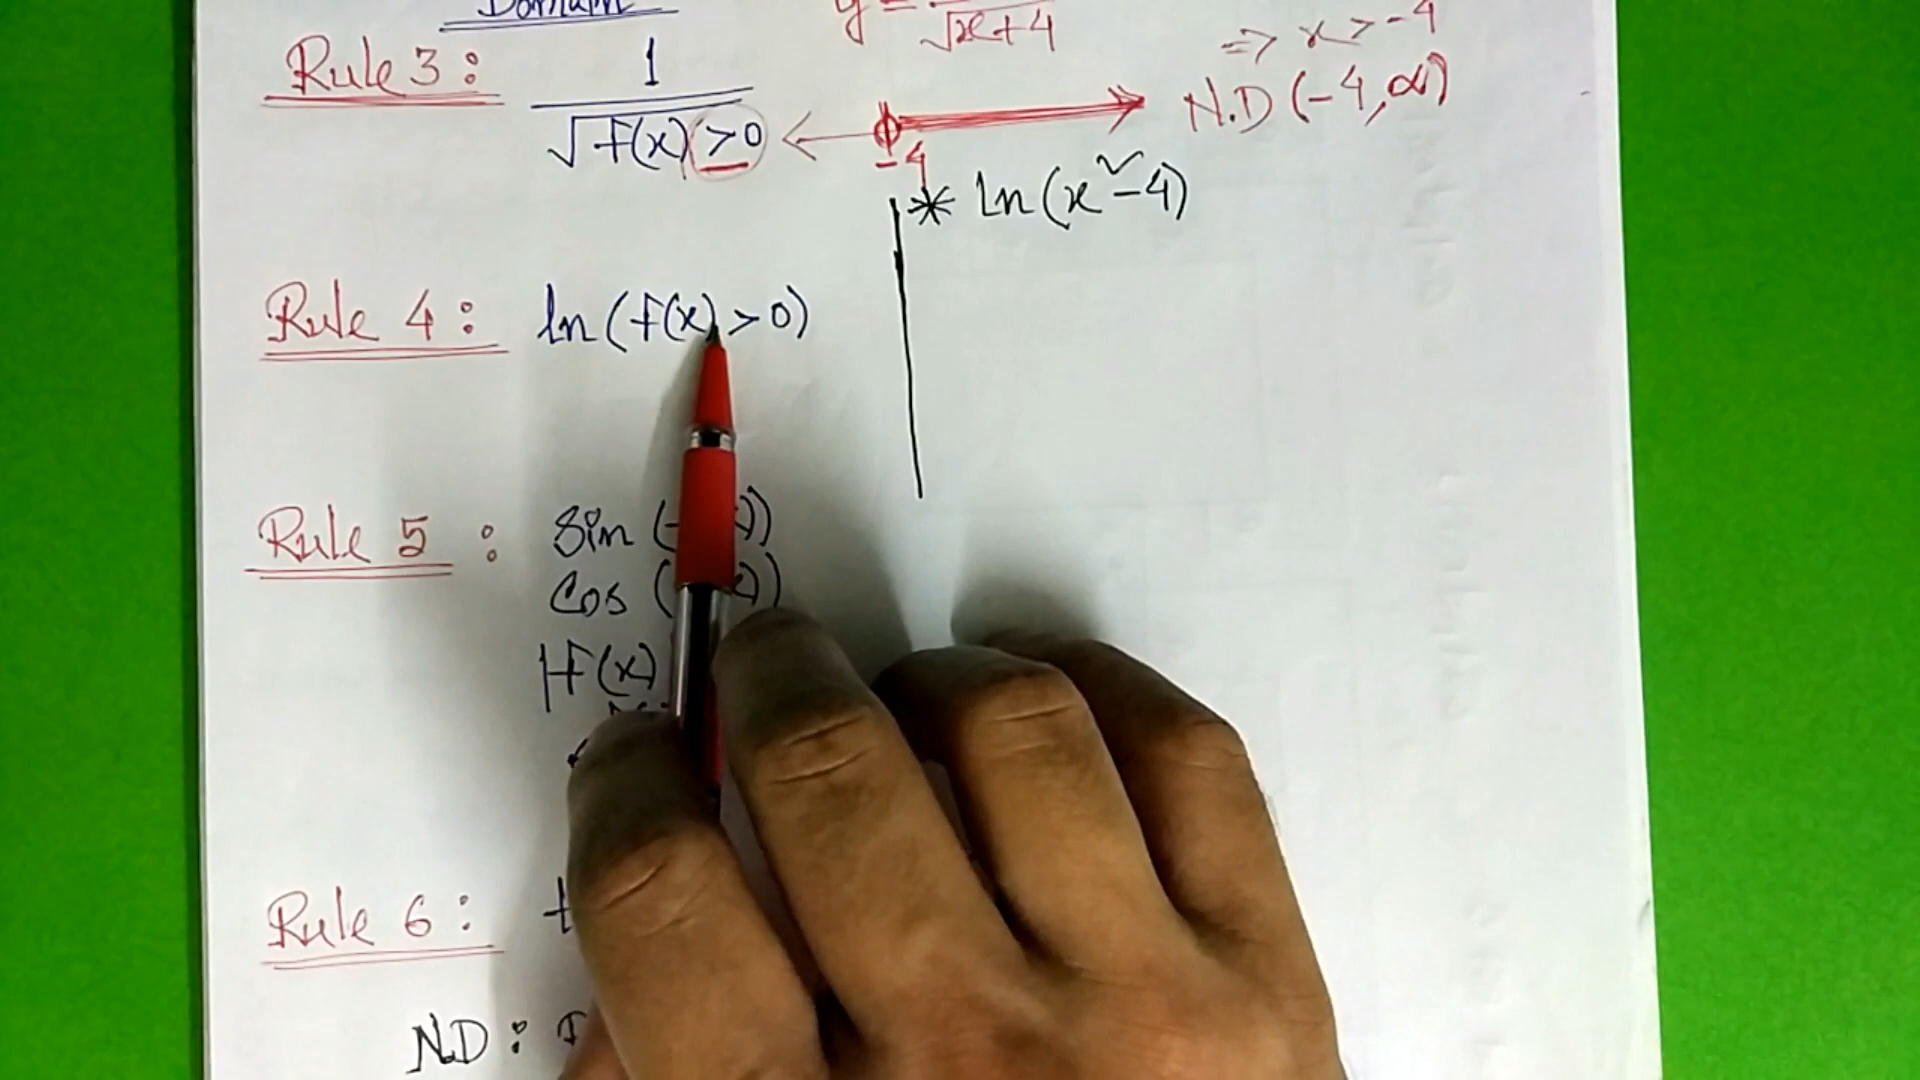 Domain
y = √x+4
⇒ x > -4
Rule 3 : 1 / √f(x) > 0
N.D (-4, ∞)
-4
* ln(x² - 4)
Rule 4 : ln(f(x) > 0)
Rule 5 : Sin (
Cos (
|f(x)
Rule 6 : t
N.D :